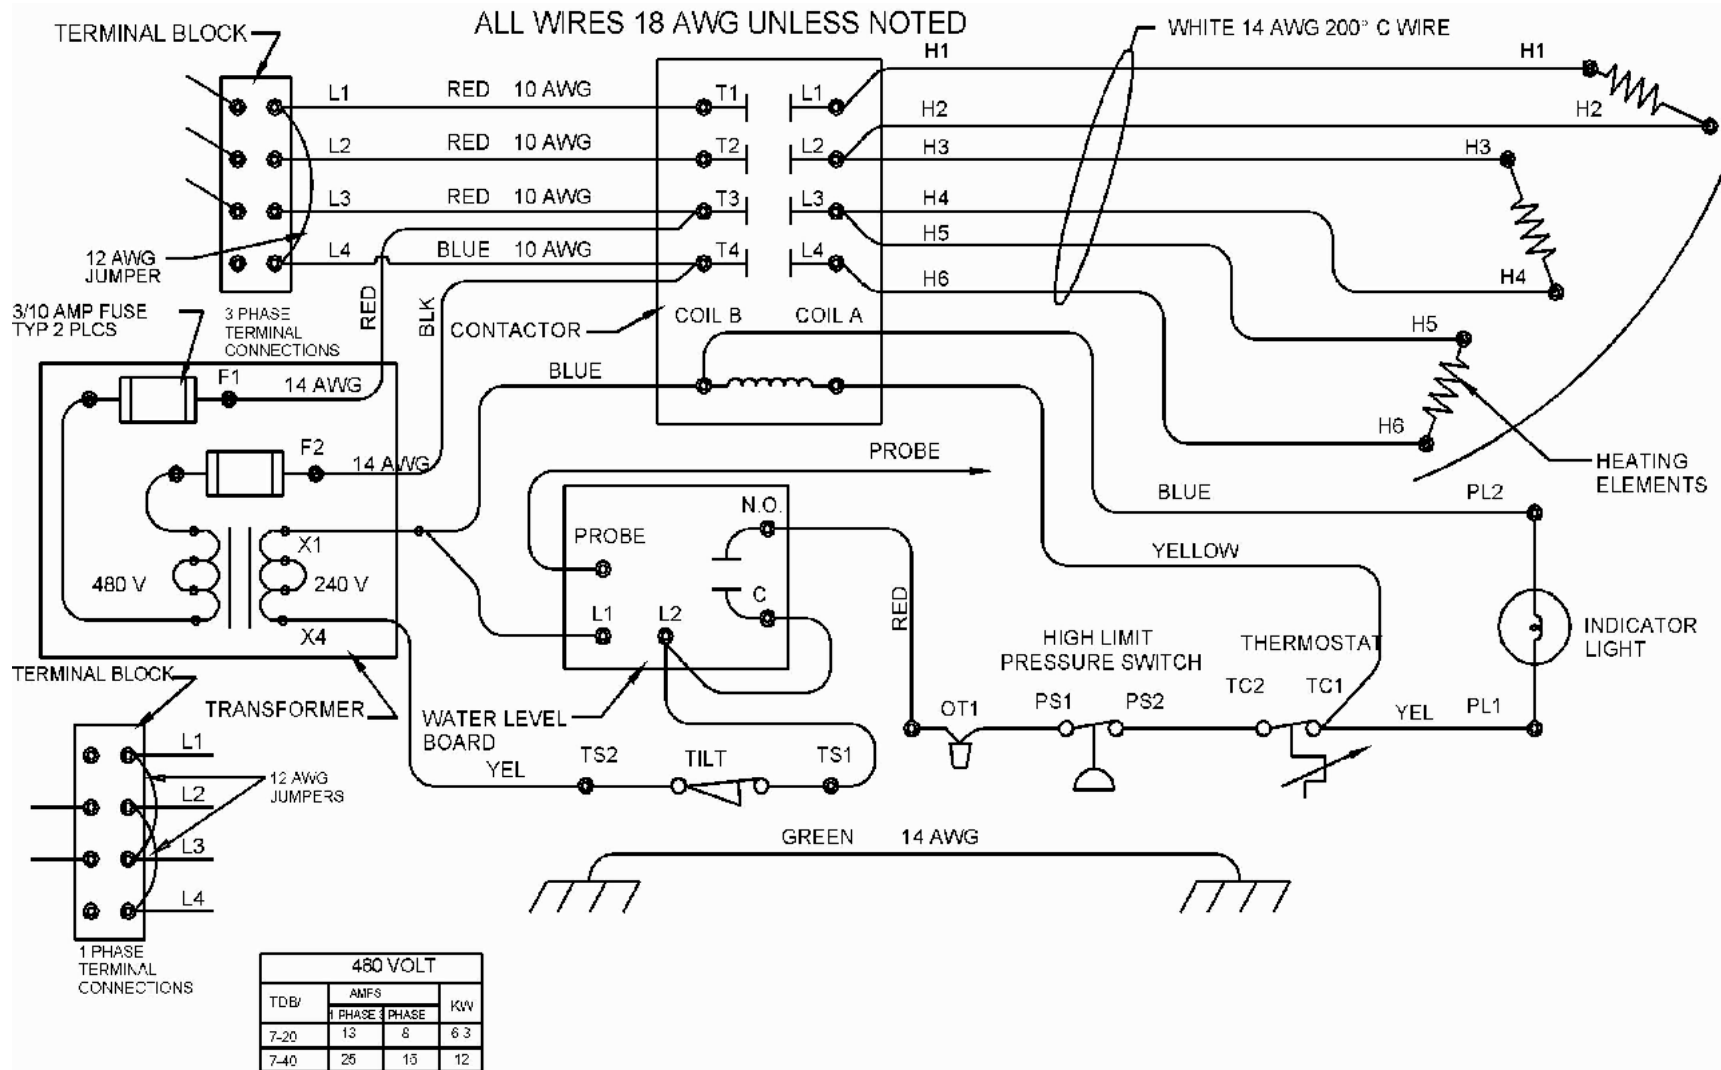 ALL WIRES 18 AWG UNLESS NOTED
TERMINAL BLOCK
WHITE 14 AWG 200° C WIRE
H1
H1
L1
RED 10 AWG
T1
L1
H2
H2
L2
RED 10 AWG
T2
L2
H3
H3
L3
RED 10 AWG
T3
L3
H4
H5
L4
BLUE 10 AWG
T4
L4
H6
H4
12 AWG
JUMPER
3/10 AMP FUSE
TYP 2 PLCS
3 PHASE
TERMINAL
CONNECTIONS
RED
BLK
CONTACTOR
COIL B
COIL A
H5
F1
14 AWG
BLUE
H6
F2
14 AWG
PROBE
HEATING
ELEMENTS
BLUE
PL2
N.O.
PROBE
X1
480 V
240 V
YELLOW
C
L1
L2
RED
X4
HIGH LIMIT
PRESSURE SWITCH
THERMOSTAT
INDICATOR
LIGHT
TERMINAL BLOCK
TRANSFORMER
WATER LEVEL
BOARD
OT1
PS1
PS2
TC2
TC1
YEL
PL1
L1
YEL
TS2
TILT
TS1
12 AWG
JUMPERS
L2
L3
L4
GREEN 14 AWG
1 PHASE
TERMINAL
CONNECTIONS
480 VOLT
TDB/
AMPS
KW
1 PHASE 3 PHASE
7-20 13 8 6.3
7-40 25 15 12